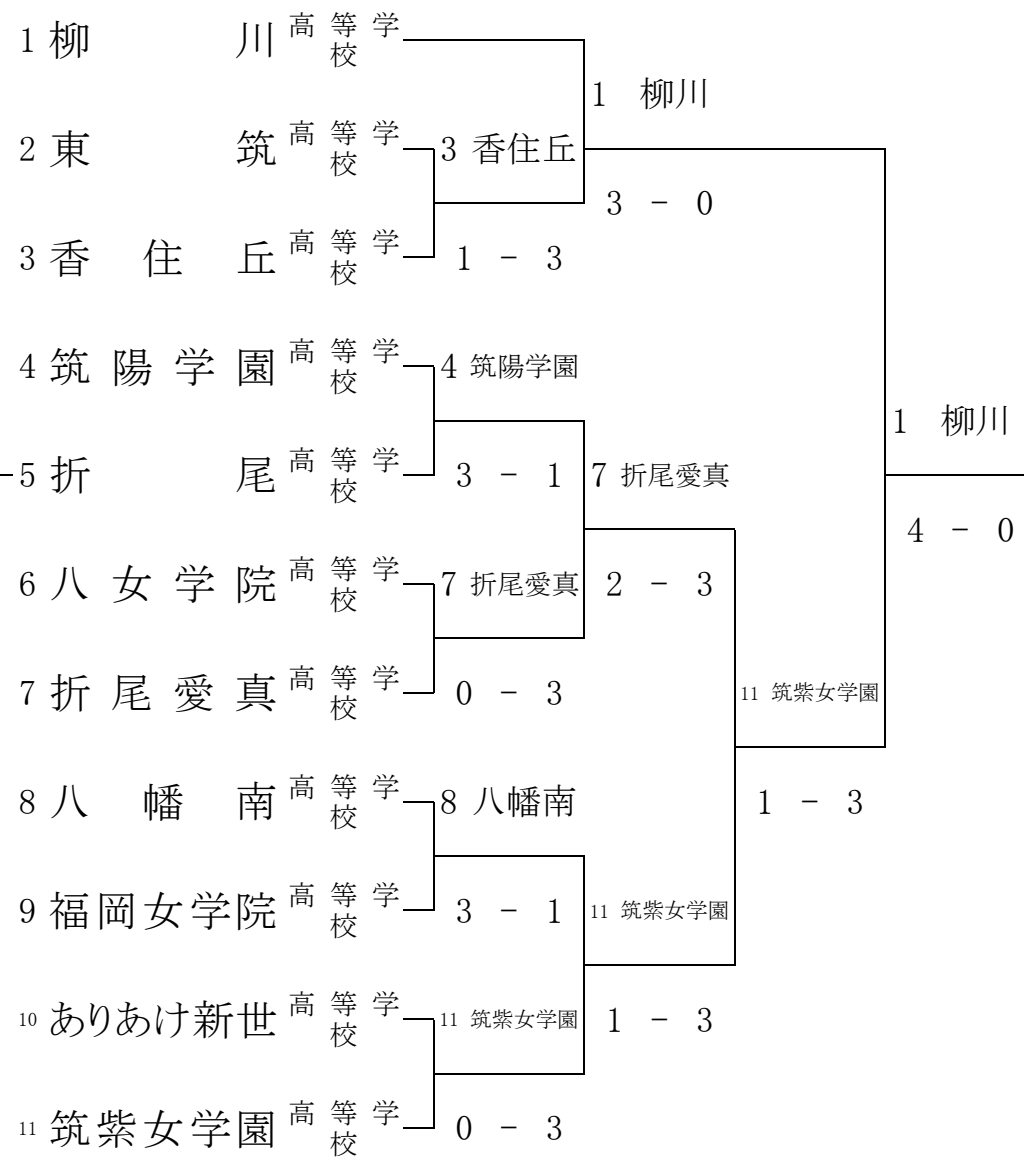 1 柳川 高等学校
1 柳川
2 東筑 高等学校
3 香住丘
3 - 0
3 香住丘 高等学校
1 - 3
4 筑陽学園 高等学校
4 筑陽学園
1 柳川
5 折尾 高等学校
3 - 1
7 折尾愛真
4 - 0
6 八女学院 高等学校
7 折尾愛真
2 - 3
7 折尾愛真 高等学校
0 - 3
11 筑紫女学園
8 八幡南 高等学校
8 八幡南
1 - 3
9 福岡女学院 高等学校
3 - 1
11 筑紫女学園
10 ありあけ新世 高等学校
11 筑紫女学園
1 - 3
11 筑紫女学園 高等学校
0 - 3